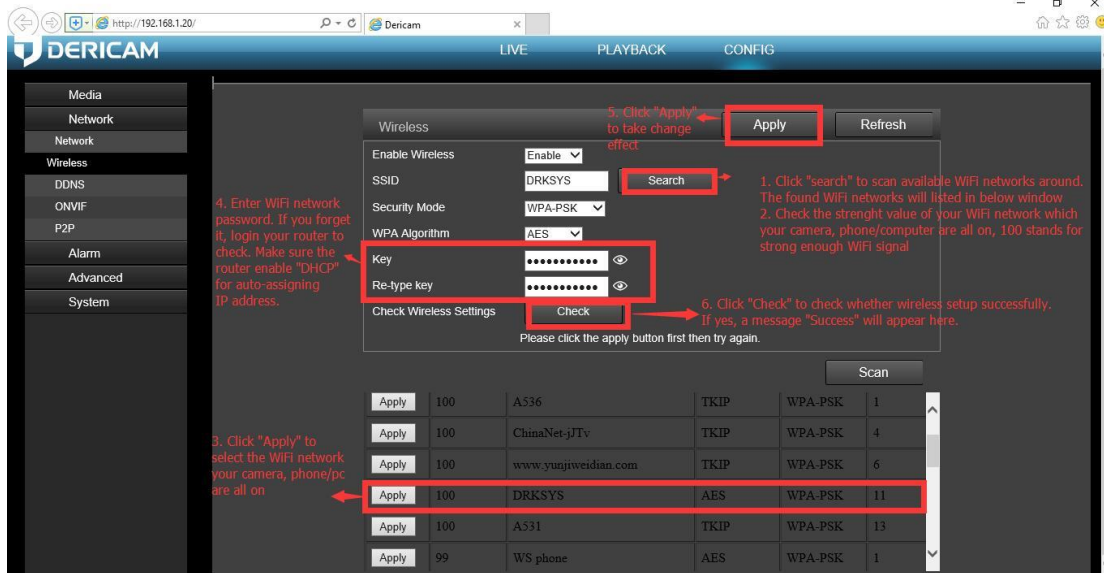 http://192.168.1.20/
Dericam
DERICAM
LIVE PLAYBACK CONFIG
Media
Network
Network
Wireless
DDNS
ONVIF
P2P
Alarm
Advanced
System
Wireless
5. Click "Apply"
to take change
effect
Apply
Refresh
Enable Wireless Enable
SSID DRKSYS Search
Security Mode WPA-PSK
WPA Algorithm AES
Key
Re-type key
Check Wireless Settings Check
Please click the apply button first then try again.
1. Click "search" to scan available WiFi networks around.
The found WiFi networks will listed in below window
2. Check the strenght value of your WiFi network which
your camera, phone/computer are all on, 100 stands for
strong enough WiFi signal
4. Enter WiFi network
password. If you forget
it, login your router to
check. Make sure the
router enable "DHCP"
for auto-assigning
IP address.
6. Click "Check" to check whether wireless setup successfully.
If yes, a message "Success" will appear here.
Scan
Apply 100 A536 TKIP WPA-PSK 1
Apply 100 ChinaNet-jJTv TKIP WPA-PSK 4
Apply 100 www.yunjiweidian.com TKIP WPA-PSK 6
Apply 100 DRKSYS AES WPA-PSK 11
Apply 100 A531 TKIP WPA-PSK 13
Apply 99 WS phone AES WPA-PSK 1
3. Click "Apply" to
select the WiFi network
your camera, phone/pc
are all on